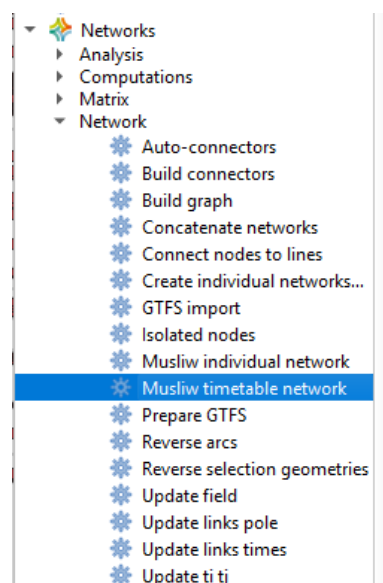 Networks
Analysis
Computations
Matrix
Network
Auto-connectors
Build connectors
Build graph
Concatenate networks
Connect nodes to lines
Create individual networks...
GTFS import
Isolated nodes
Musliw individual network
Musliw timetable network
Prepare GTFS
Reverse arcs
Reverse selection geometries
Update field
Update links pole
Update links times
Update ti tj